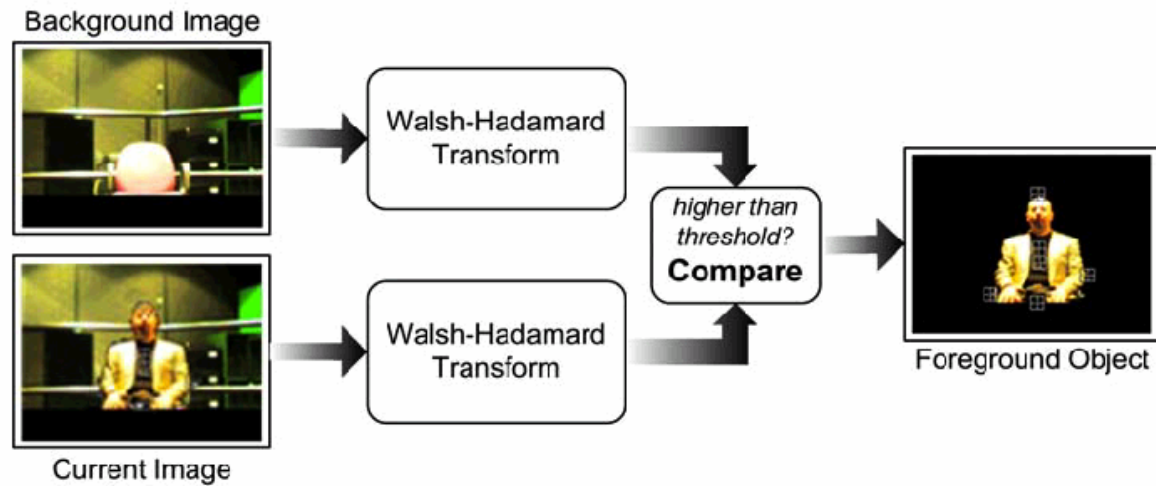 Background Image
Walsh-Hadamard
Transform
higher than
threshold?
Compare
Walsh-Hadamard
Transform
Foreground Object
Current Image